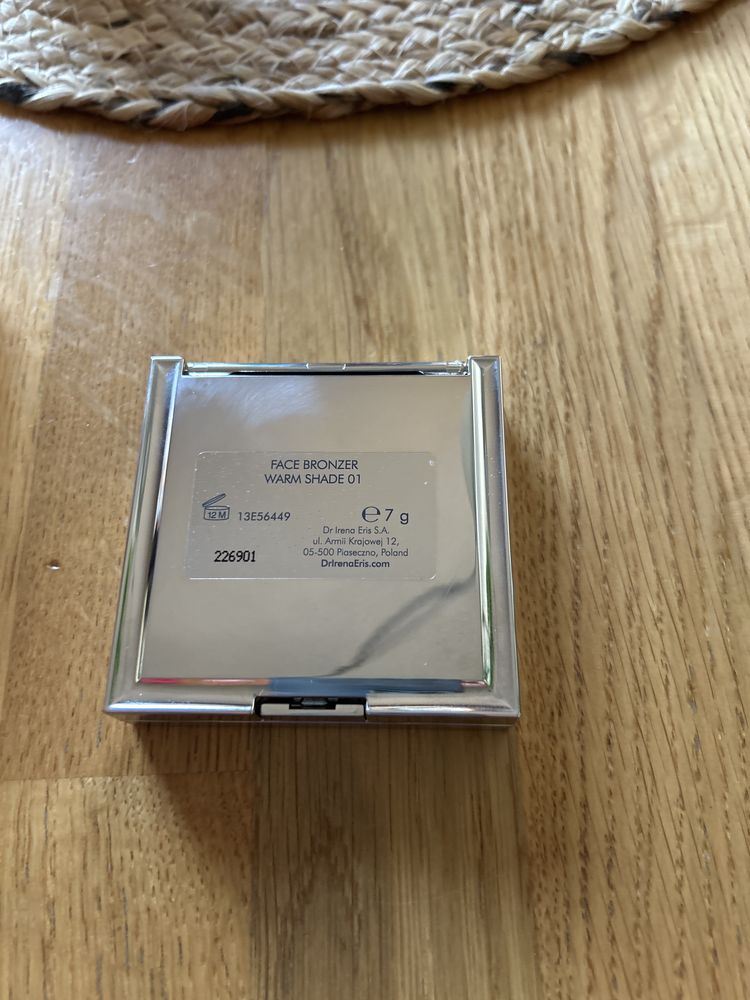 FACE BRONZER
WARM SHADE 01
12 M 13E56449 ℮ 7 g
Dr Irena Eris S.A.
ul. Armii Krajowej 12,
226901 05-500 Piaseczno, Poland
DrIrenaEris.com